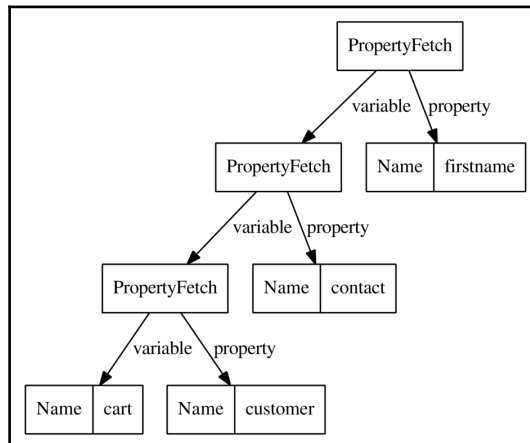 PropertyFetch
variable property
PropertyFetch Name firstname
variable property
PropertyFetch Name contact
variable property
Name cart Name customer